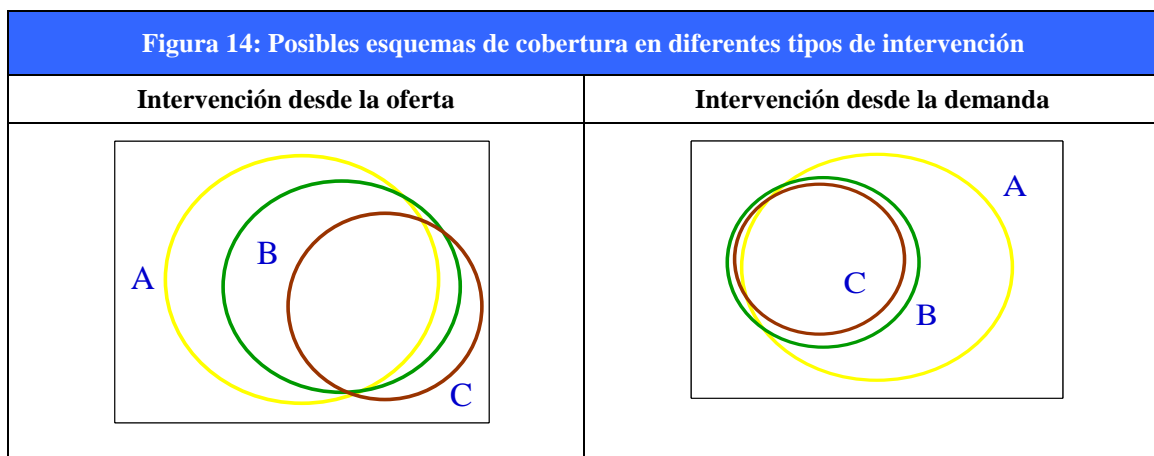 Figura 14: Posibles esquemas de cobertura en diferentes tipos de intervención
Intervención desde la oferta
Intervención desde la demanda
A
B
C
A
C
B